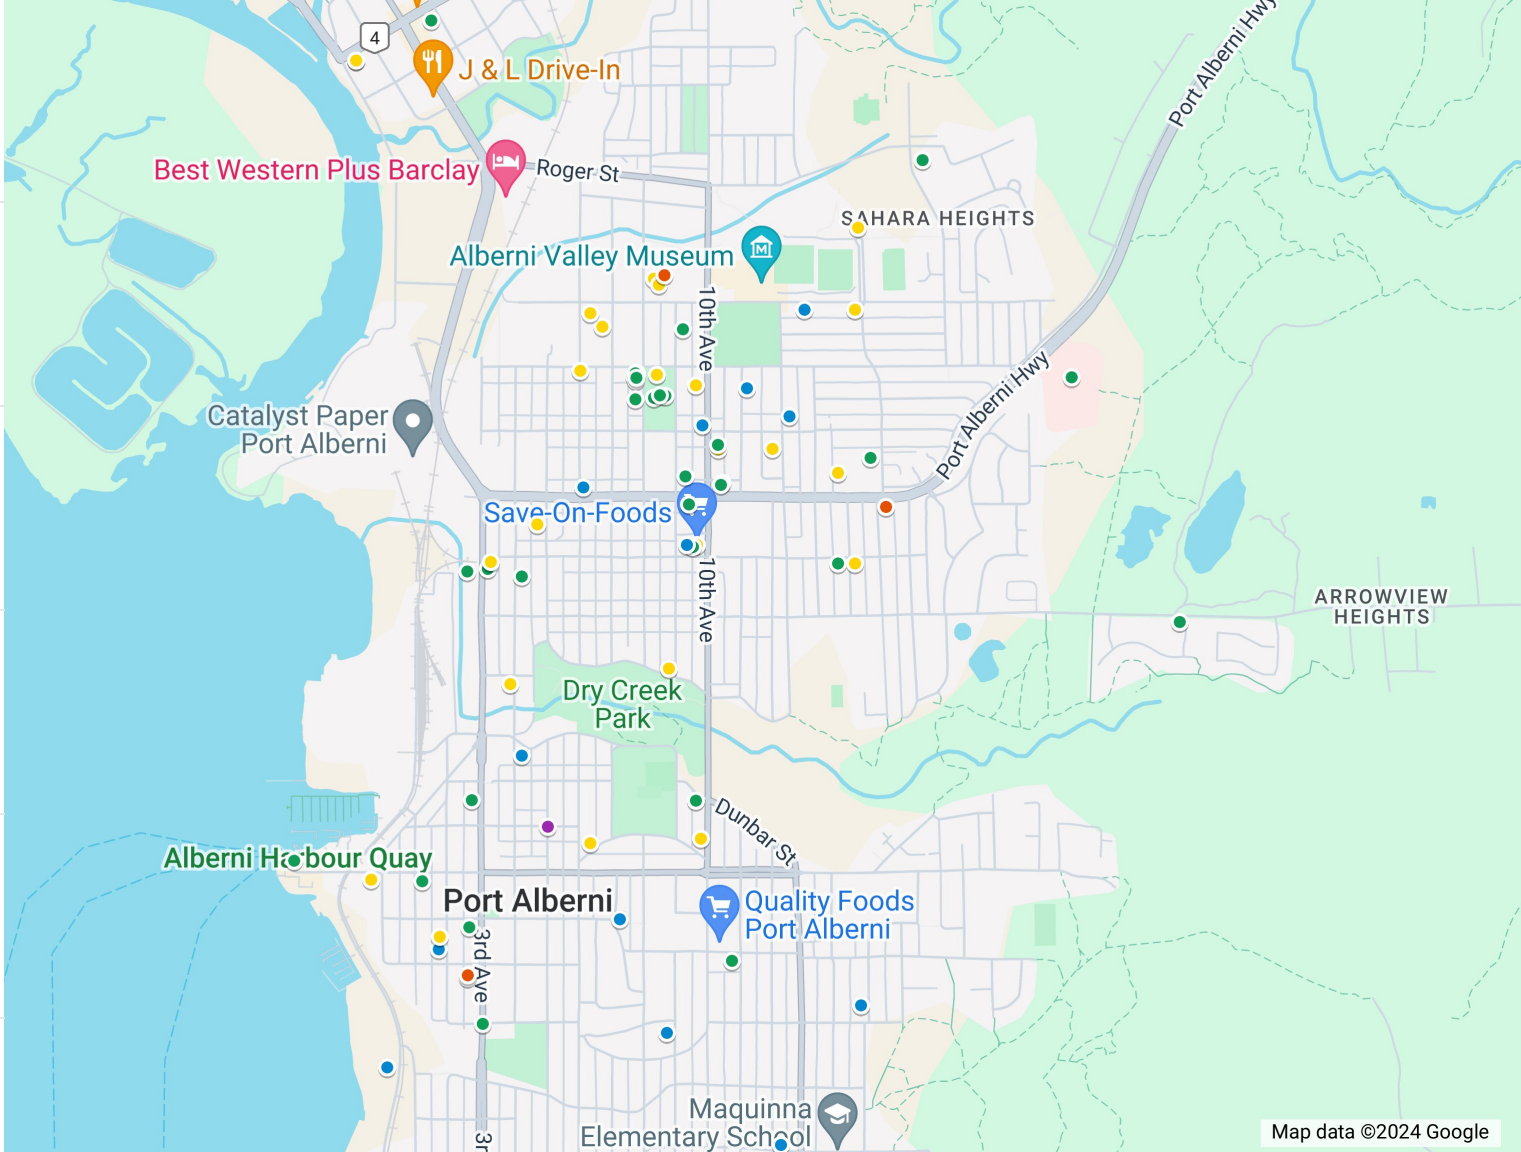 4
J & L Drive-In
Port Alberni Hwy
Best Western Plus Barclay
Roger St
SAHARA HEIGHTS
Alberni Valley Museum
10th Ave
Port Alberni Hwy
Catalyst Paper
Port Alberni
Save-On-Foods
10th Ave
ARROWVIEW
HEIGHTS
Dry Creek
Park
Dunbar St
Alberni Harbour Quay
Port Alberni
Quality Foods
Port Alberni
3rd Ave
Maquinna
Elementary School
3r
Map data ©2024 Google